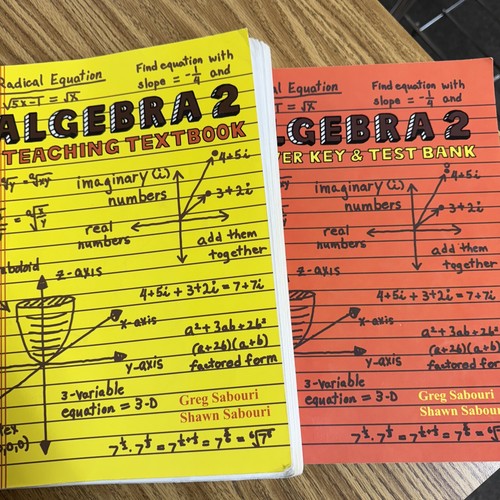 Radical Equation
√5x-1 = √x
Find equation with
slope = -1/4 and
ALGEBRA 2
TEACHING TEXTBOOK
imaginary (i)
numbers
4+5i
3+2i
real
numbers
add them
together
z-axis
4+5i + 3+2i = 7+7i
x-axis
a²+3ab+2b²
(a+2b)(a+b)
factored form
y-axis
3-variable
equation = 3-D
Greg Sabouri
Shawn Sabouri
Equation
= √x
Find equation with
slope = -1/4 and
GEBRA 2
ER KEY & TEST BANK
imaginary (i)
numbers
4+5i
3+2i
real
numbers
add them
together
z-axis
4+5i + 3+2i = 7+7i
x-axis
a²+3ab+2b²
(a+2b)(a+b)
factored form
y-axis
3-variable
equation = 3-D
Greg Sabouri
Shawn Sabou